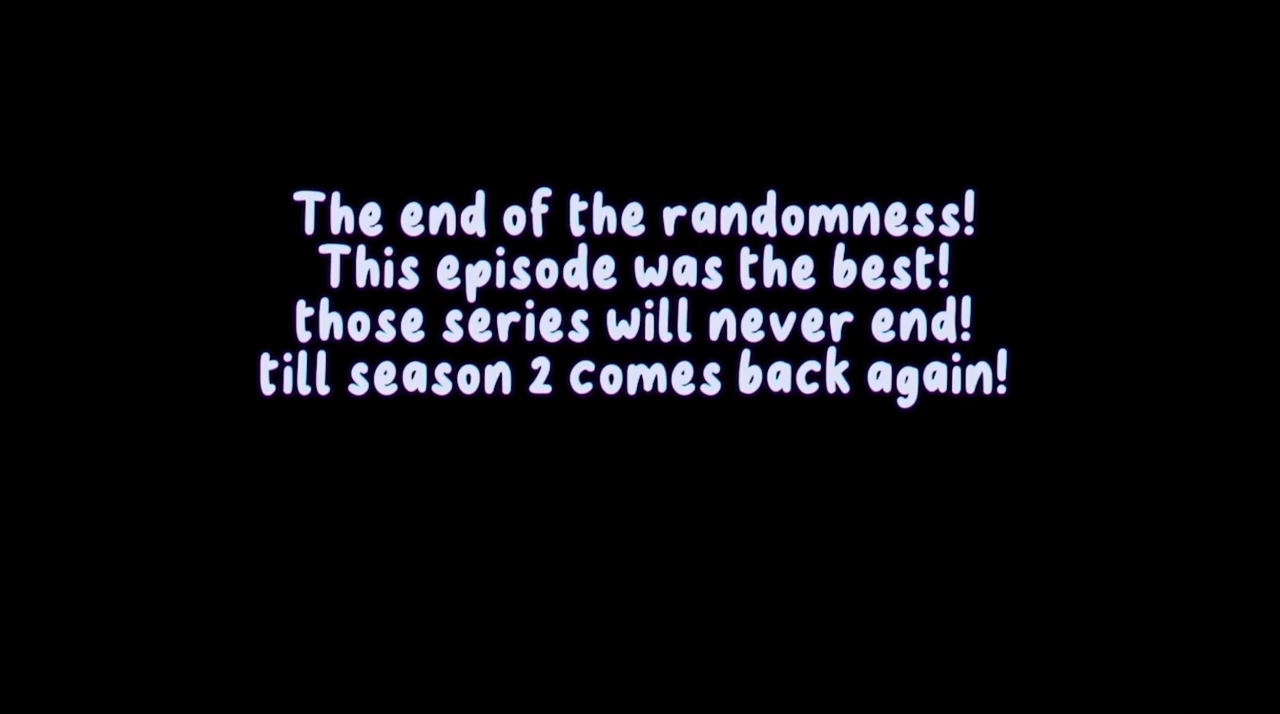 The end of the randomness!
This episode was the best!
those series will never end!
till season 2 comes back again!